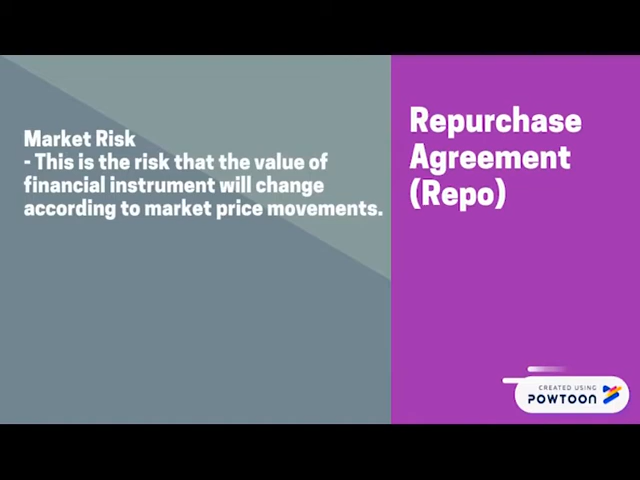 Market Risk
- This is the risk that the value of
financial instrument will change
according to market price movements.
Repurchase
Agreement
(Repo)
CREATED USING
POWTOON